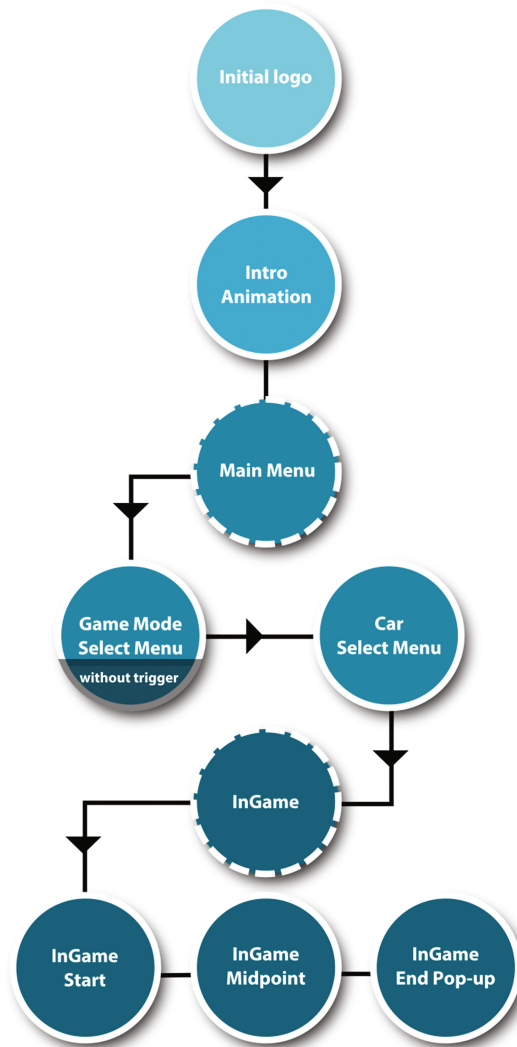 Initial logo
Intro
Animation
Main Menu
Game Mode
Select Menu
without trigger
Car
Select Menu
InGame
InGame
Start
InGame
Midpoint
InGame
End Pop-up